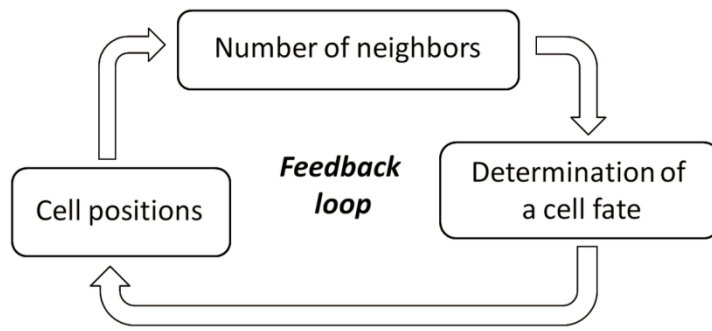 Number of neighbors
Feedback
loop
Determination of
a cell fate
Cell positions